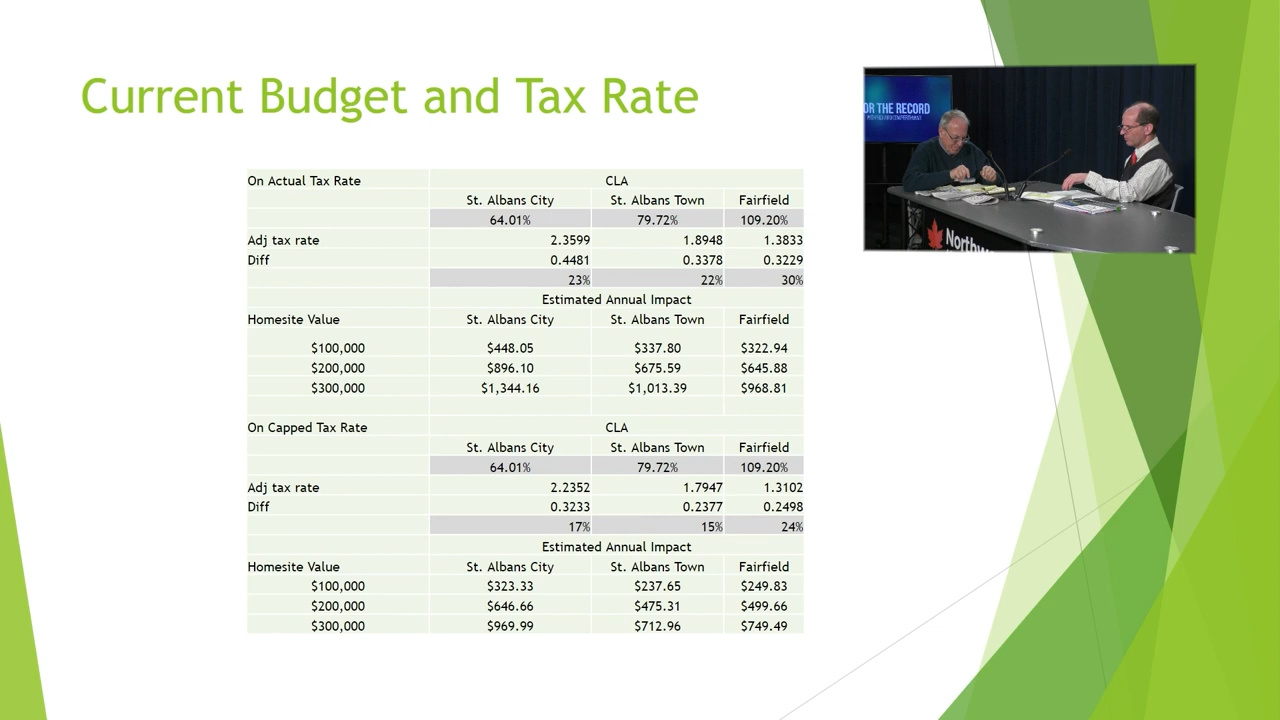 Current Budget and Tax Rate
OR THE RECORD
On Actual Tax Rate CLA
St. Albans City St. Albans Town Fairfield
64.01% 79.72% 109.20%
Adj tax rate 2.3599 1.8948 1.3833
Diff 0.4481 0.3378 0.3229
23% 22% 30%
Estimated Annual Impact
Homesite Value St. Albans City St. Albans Town Fairfield
$100,000 $448.05 $337.80 $322.94
$200,000 $896.10 $675.59 $645.88
$300,000 $1,344.16 $1,013.39 $968.81
On Capped Tax Rate CLA
St. Albans City St. Albans Town Fairfield
64.01% 79.72% 109.20%
Adj tax rate 2.2352 1.7947 1.3102
Diff 0.3233 0.2377 0.2498
17% 15% 24%
Estimated Annual Impact
Homesite Value St. Albans City St. Albans Town Fairfield
$100,000 $323.33 $237.65 $249.83
$200,000 $646.66 $475.31 $499.66
$300,000 $969.99 $712.96 $749.49
Northw